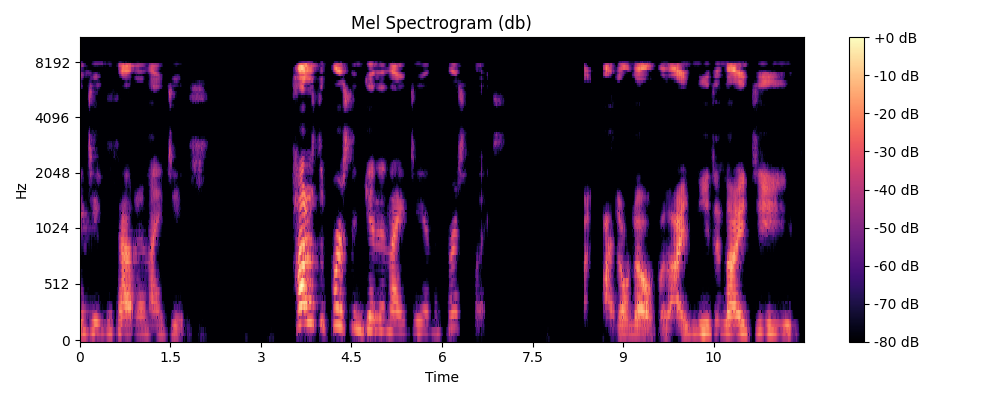 Mel Spectrogram (db)
Hz
8192
4096
2048
1024
512
0
0 1.5 3 4.5 6 7.5 9 10
Time
+0 dB
-10 dB
-20 dB
-30 dB
-40 dB
-50 dB
-60 dB
-70 dB
-80 dB